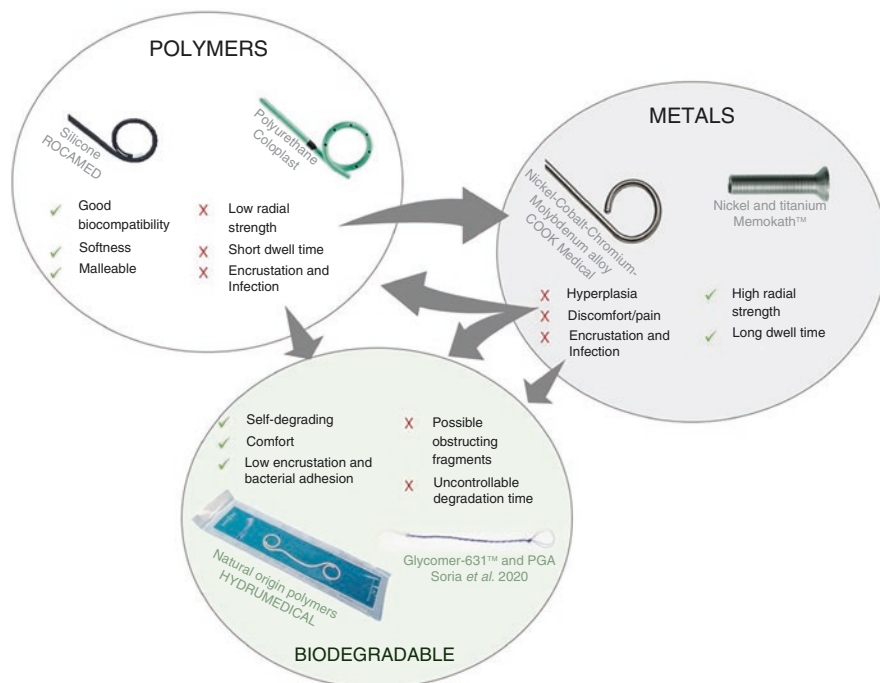 POLYMERS
Silicone
ROCAMED
Polyurethane
Coloplast
✓ Good
biocompatibility
✓ Softness
✓ Malleable
X Low radial
strength
X Short dwell time
X Encrustation and
Infection
METALS
Nickel-Cobalt-Chromium-
Molybdenum alloy
COOK Medical
Nickel and titanium
Memokath™
X Hyperplasia
X Discomfort/pain
X Encrustation and
Infection
✓ High radial
strength
✓ Long dwell time
✓ Self-degrading
✓ Comfort
✓ Low encrustation and
bacterial adhesion
X Possible
obstructing
fragments
X Uncontrollable
degradation time
Natural origin polymers
HYDRUMEDICAL
Glycomer-631™ and PGA
Soria et al. 2020
BIODEGRADABLE